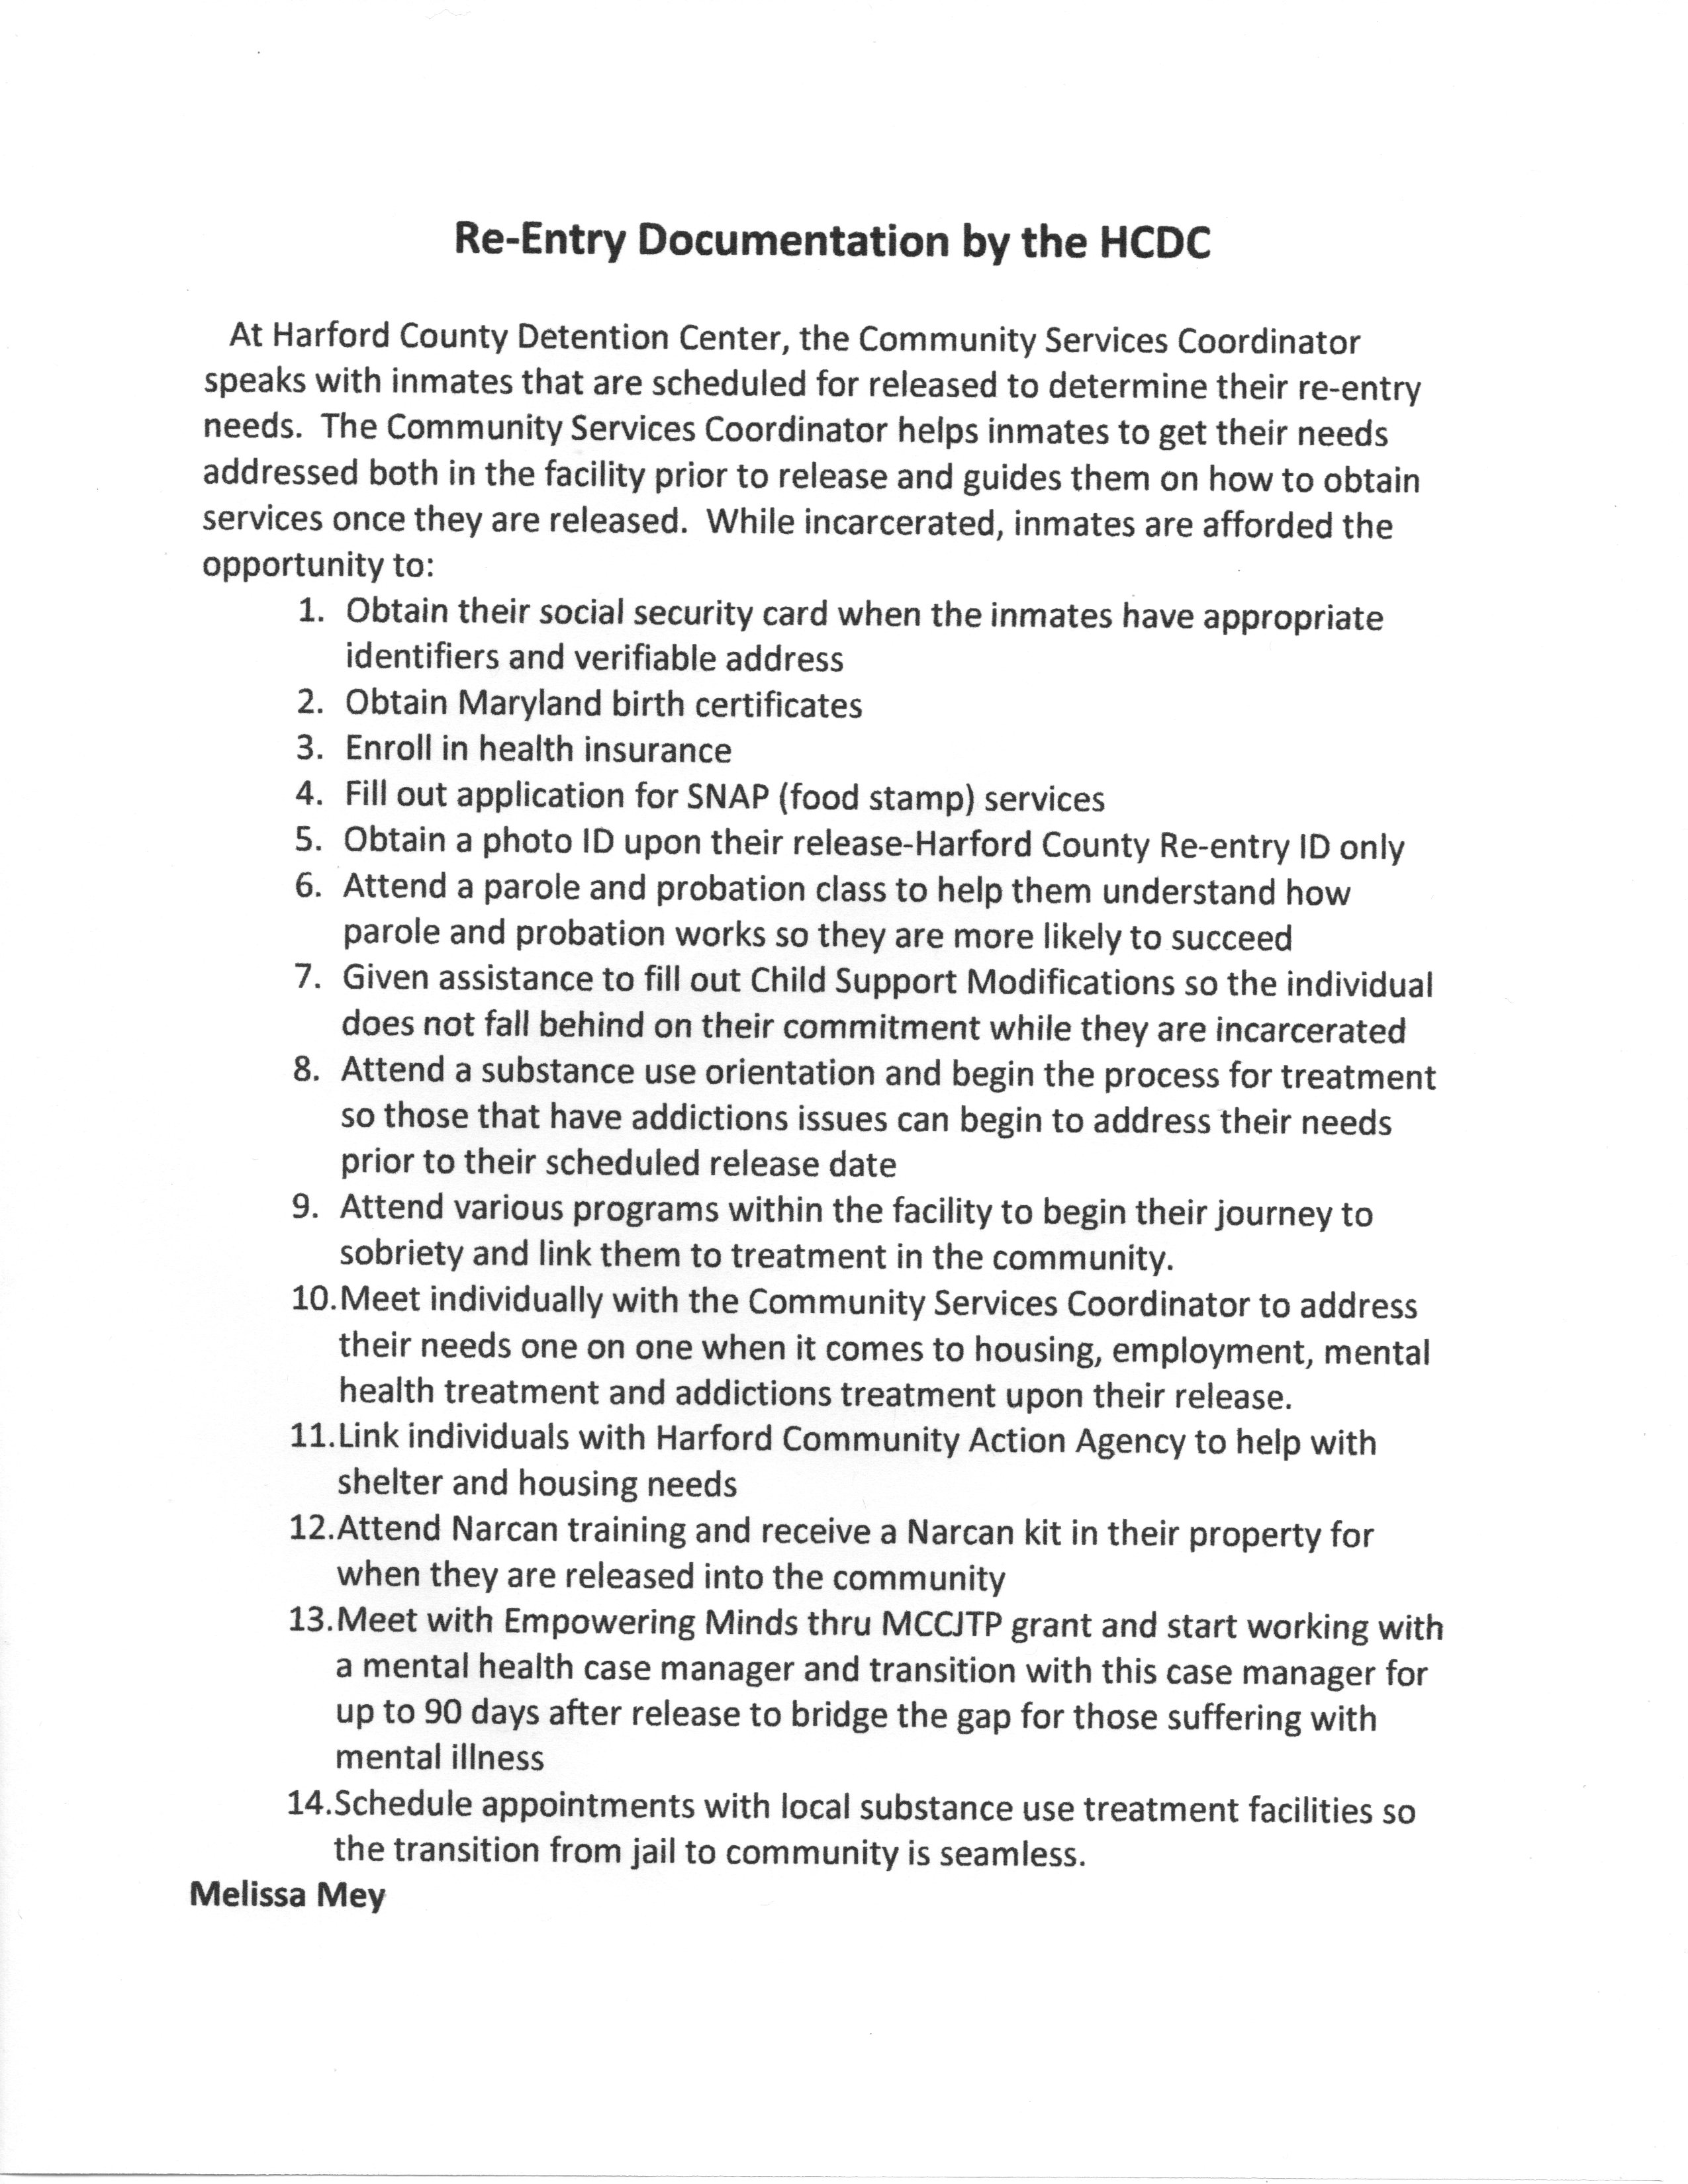 Re-Entry Documentation by the HCDC
At Harford County Detention Center, the Community Services Coordinator
speaks with inmates that are scheduled for released to determine their re-entry
needs.  The Community Services Coordinator helps inmates to get their needs
addressed both in the facility prior to release and guides them on how to obtain
services once they are released.  While incarcerated, inmates are afforded the
opportunity to:
1. Obtain their social security card when the inmates have appropriate
identifiers and verifiable address
2. Obtain Maryland birth certificates
3. Enroll in health insurance
4. Fill out application for SNAP (food stamp) services
5. Obtain a photo ID upon their release-Harford County Re-entry ID only
6. Attend a parole and probation class to help them understand how
parole and probation works so they are more likely to succeed
7. Given assistance to fill out Child Support Modifications so the individual
does not fall behind on their commitment while they are incarcerated
8. Attend a substance use orientation and begin the process for treatment
so those that have addictions issues can begin to address their needs
prior to their scheduled release date
9. Attend various programs within the facility to begin their journey to
sobriety and link them to treatment in the community.
10.Meet individually with the Community Services Coordinator to address
their needs one on one when it comes to housing, employment, mental
health treatment and addictions treatment upon their release.
11.Link individuals with Harford Community Action Agency to help with
shelter and housing needs
12.Attend Narcan training and receive a Narcan kit in their property for
when they are released into the community
13.Meet with Empowering Minds thru MCCJTP grant and start working with
a mental health case manager and transition with this case manager for
up to 90 days after release to bridge the gap for those suffering with
mental illness
14.Schedule appointments with local substance use treatment facilities so
the transition from jail to community is seamless.
Melissa Mey